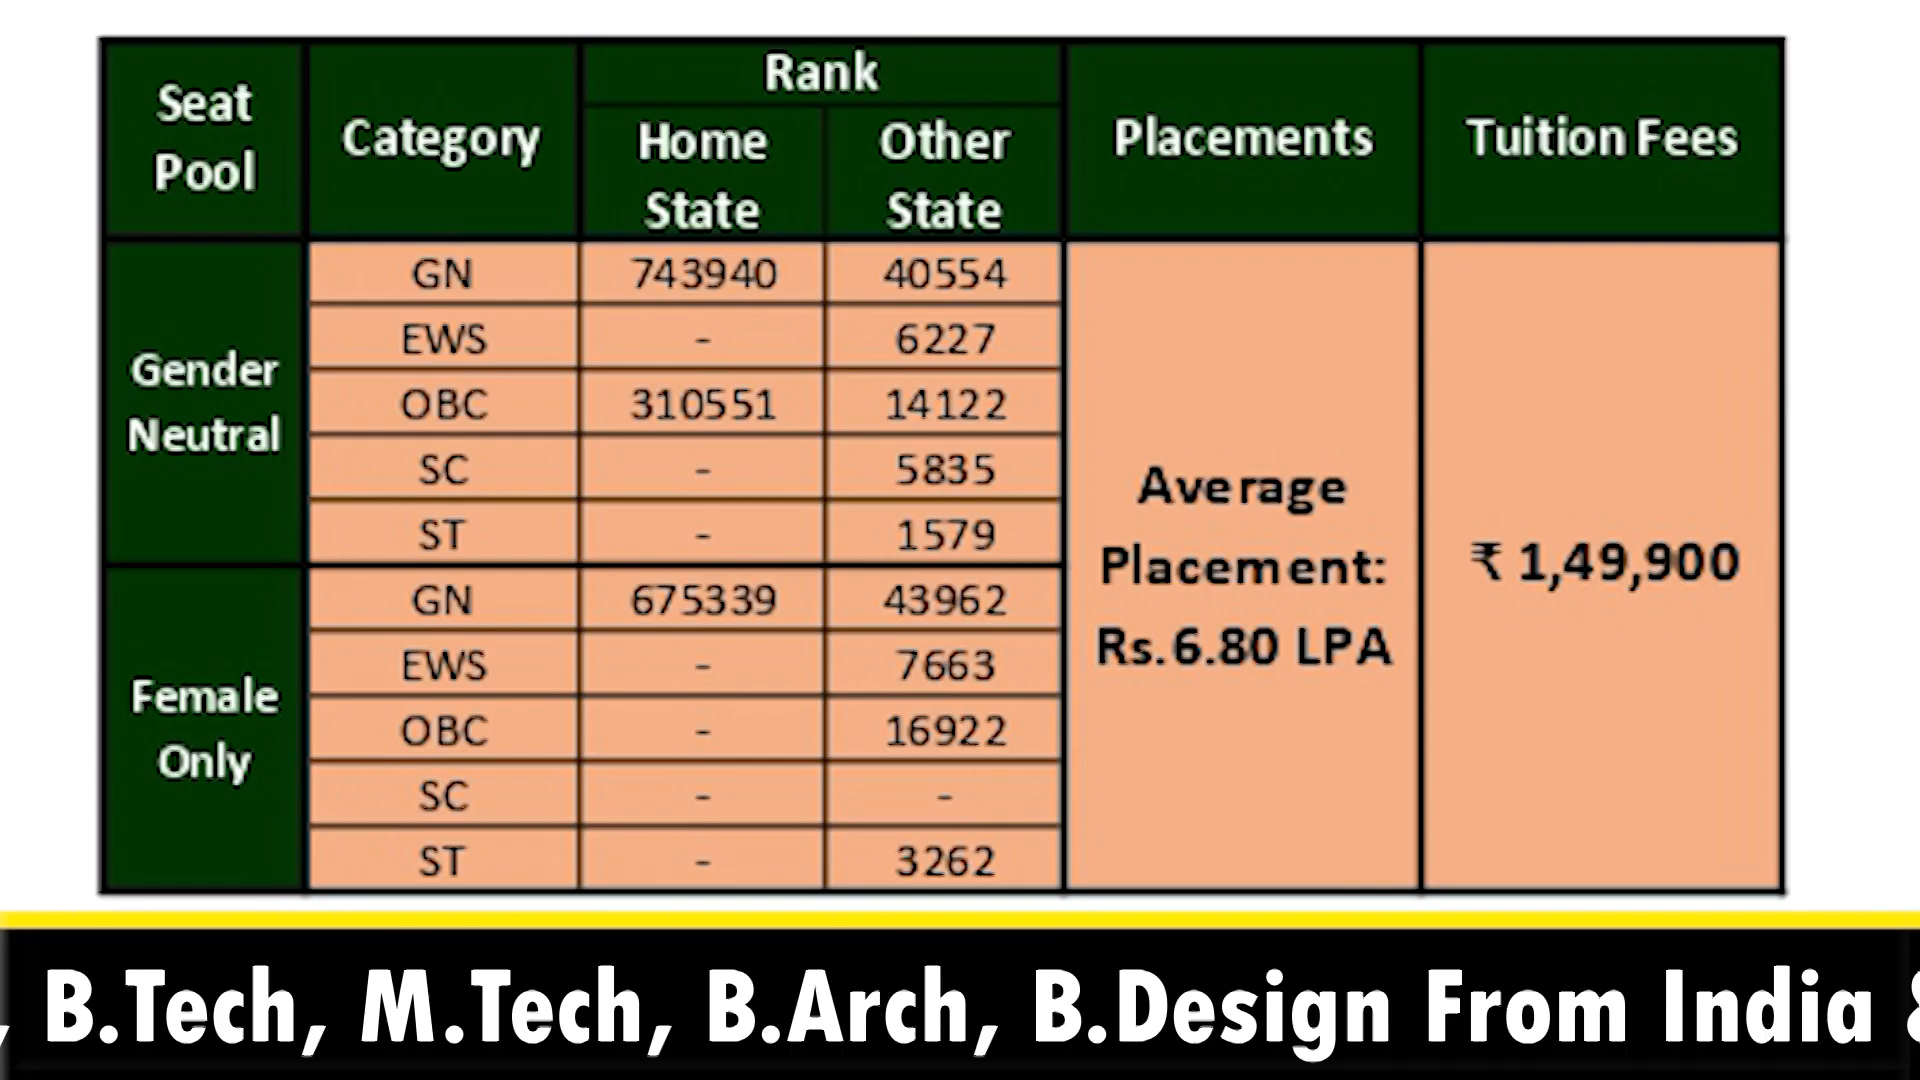 Seat Pool Category Rank Placements Tuition Fees
Home State Other State
Gender Neutral
GN 743940 40554
EWS - 6227
OBC 310551 14122
SC - 5835
ST - 1579
Female Only
GN 675339 43962
EWS - 7663
OBC - 16922
SC - -
ST - 3262
Average
Placement:
Rs.6.80 LPA
₹ 1,49,900
, B.Tech, M.Tech, B.Arch, B.Design From India &